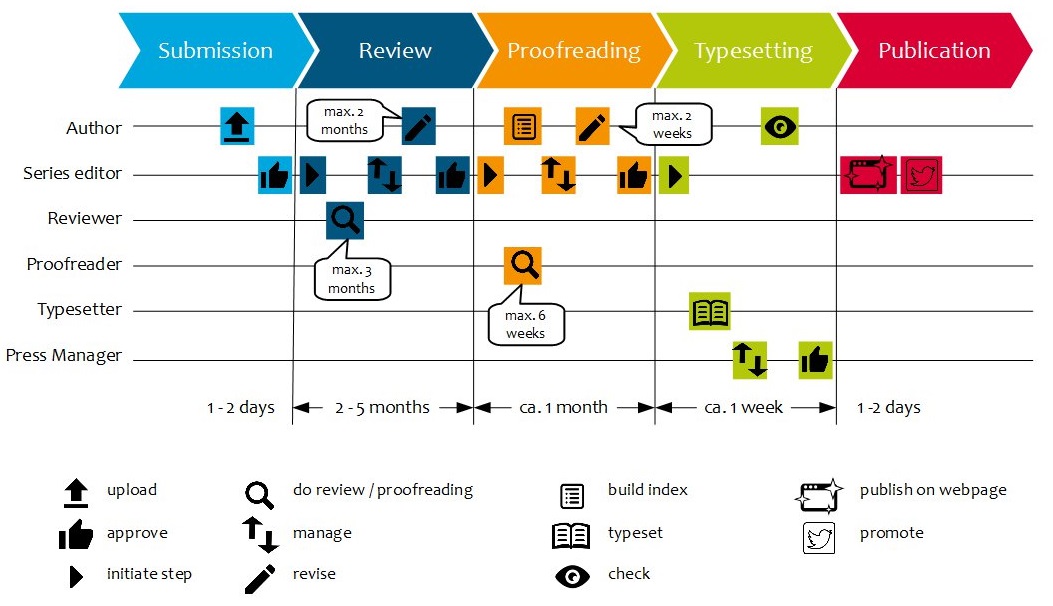 Submission
Review
Proofreading
Typesetting
Publication
Author
max. 2
months
max. 2
weeks
Series editor
Reviewer
Proofreader
max. 3
months
Typesetter
max. 6
weeks
Press Manager
1 - 2 days
2 - 5 months
ca. 1 month
ca. 1 week
1 - 2 days
upload
do review / proofreading
build index
publish on webpage
approve
manage
typeset
promote
initiate step
revise
check